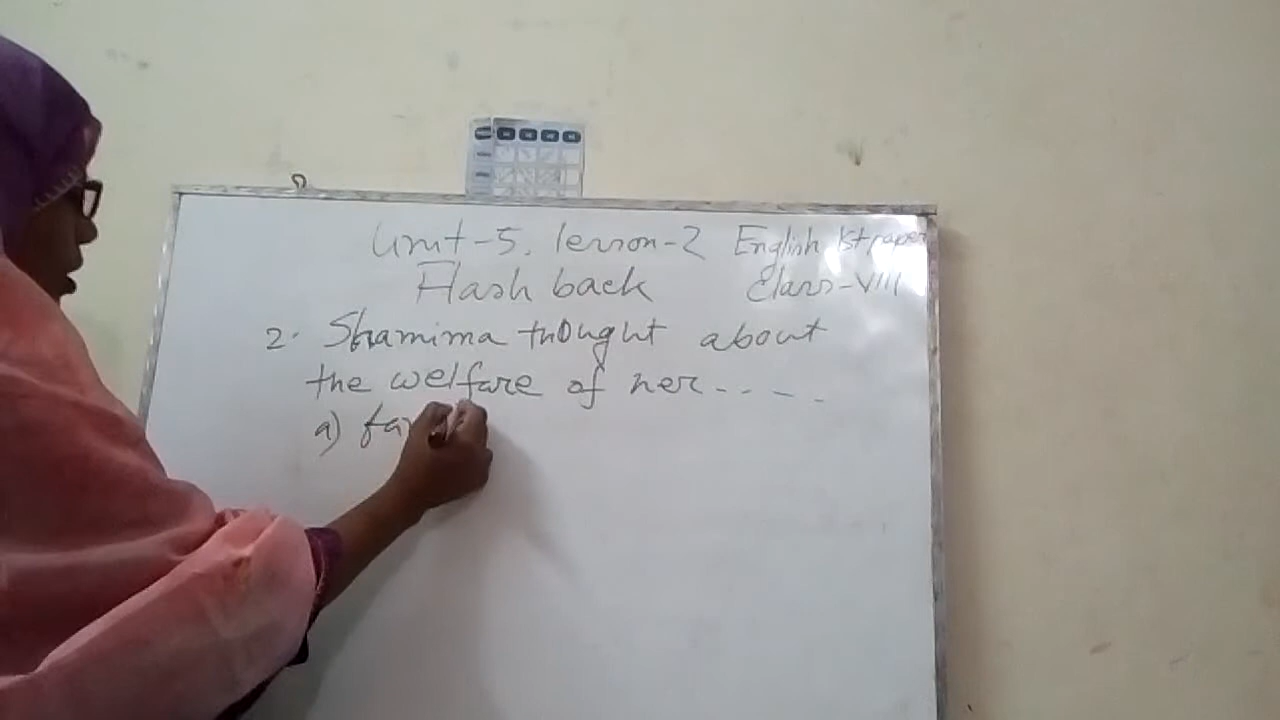 Unit-5, lesson-2 English 1st paper
Flash back Class-VIII
2. Shamima thought about
the welfare of her-----
a) fa